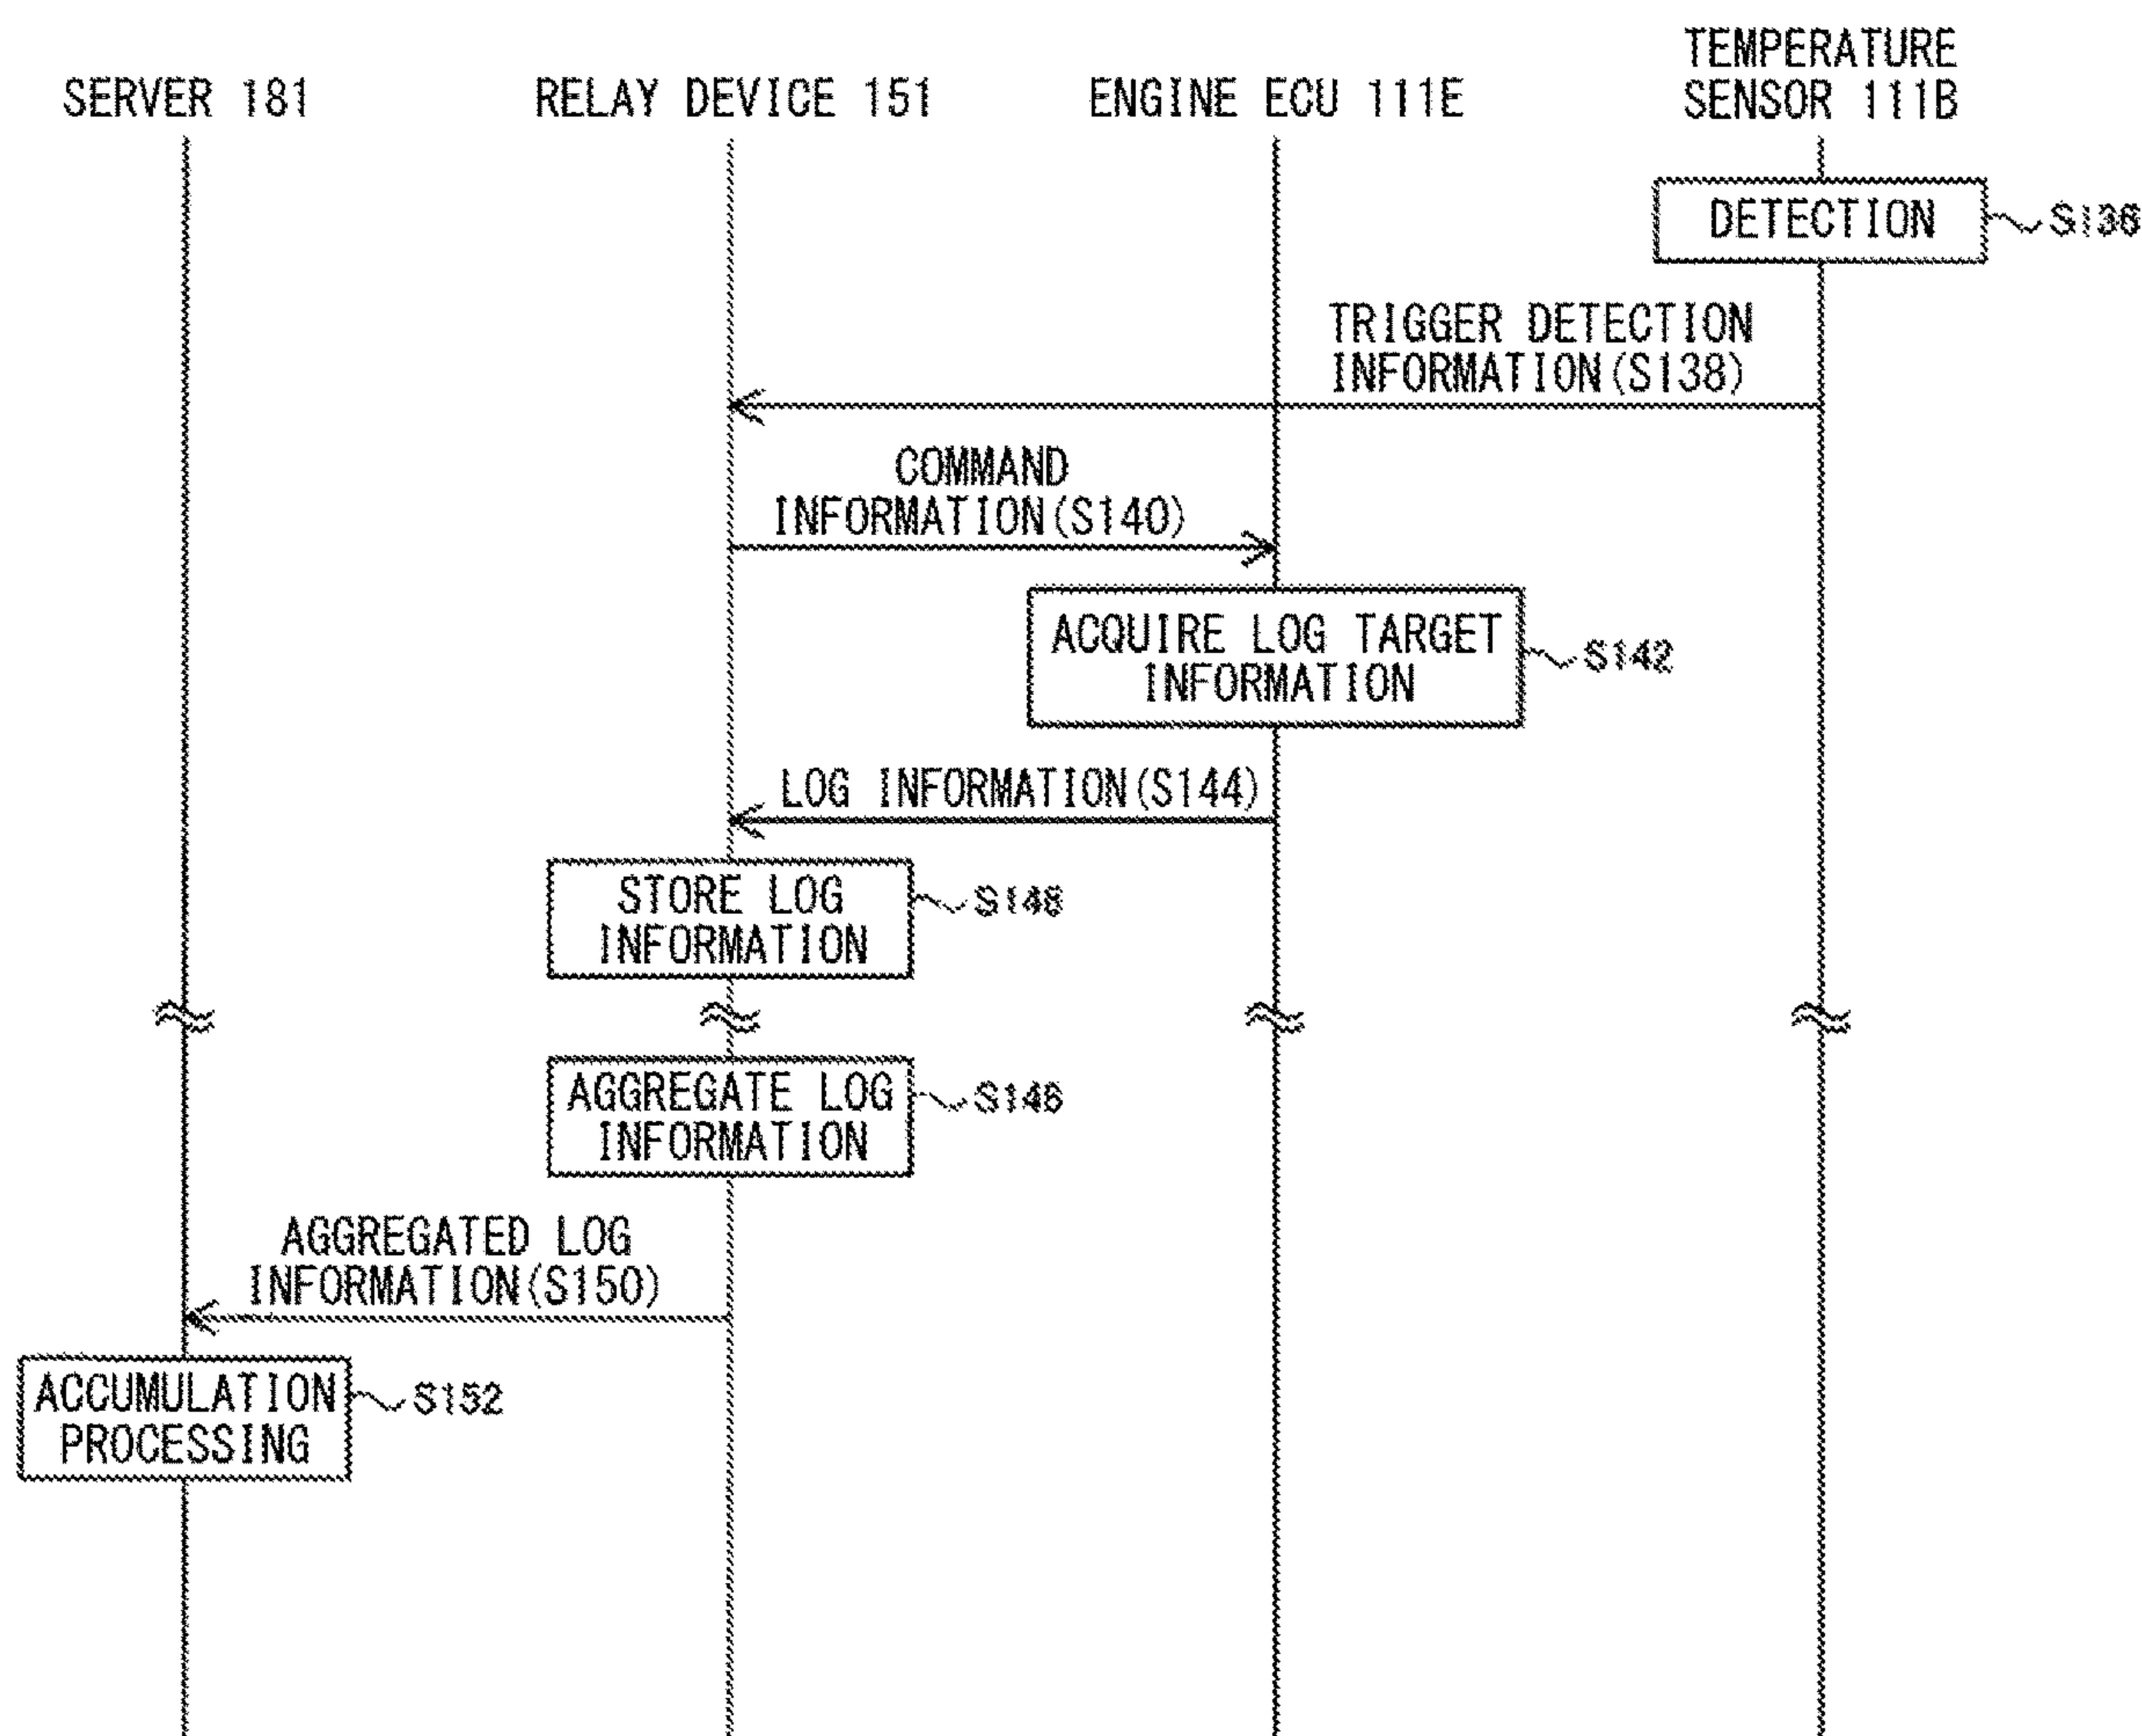 SERVER 181
RELAY DEVICE 151
ENGINE ECU 111E
TEMPERATURE
SENSOR 111B
DETECTION
S136
TRIGGER DETECTION
INFORMATION(S138)
COMMAND
INFORMATION(S140)
ACQUIRE LOG TARGET
INFORMATION
S142
LOG INFORMATION(S144)
STORE LOG
INFORMATION
AGGREGATE LOG
INFORMATION
AGGREGATED LOG
INFORMATION(S150)
ACCUMULATION
PROCESSING
S152